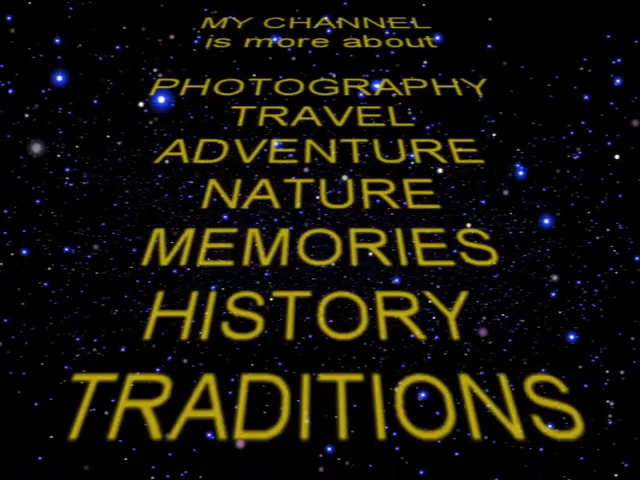 MY CHANNEL
is more about
PHOTOGRAPHY
TRAVEL
ADVENTURE
NATURE
MEMORIES
HISTORY
TRADITIONS